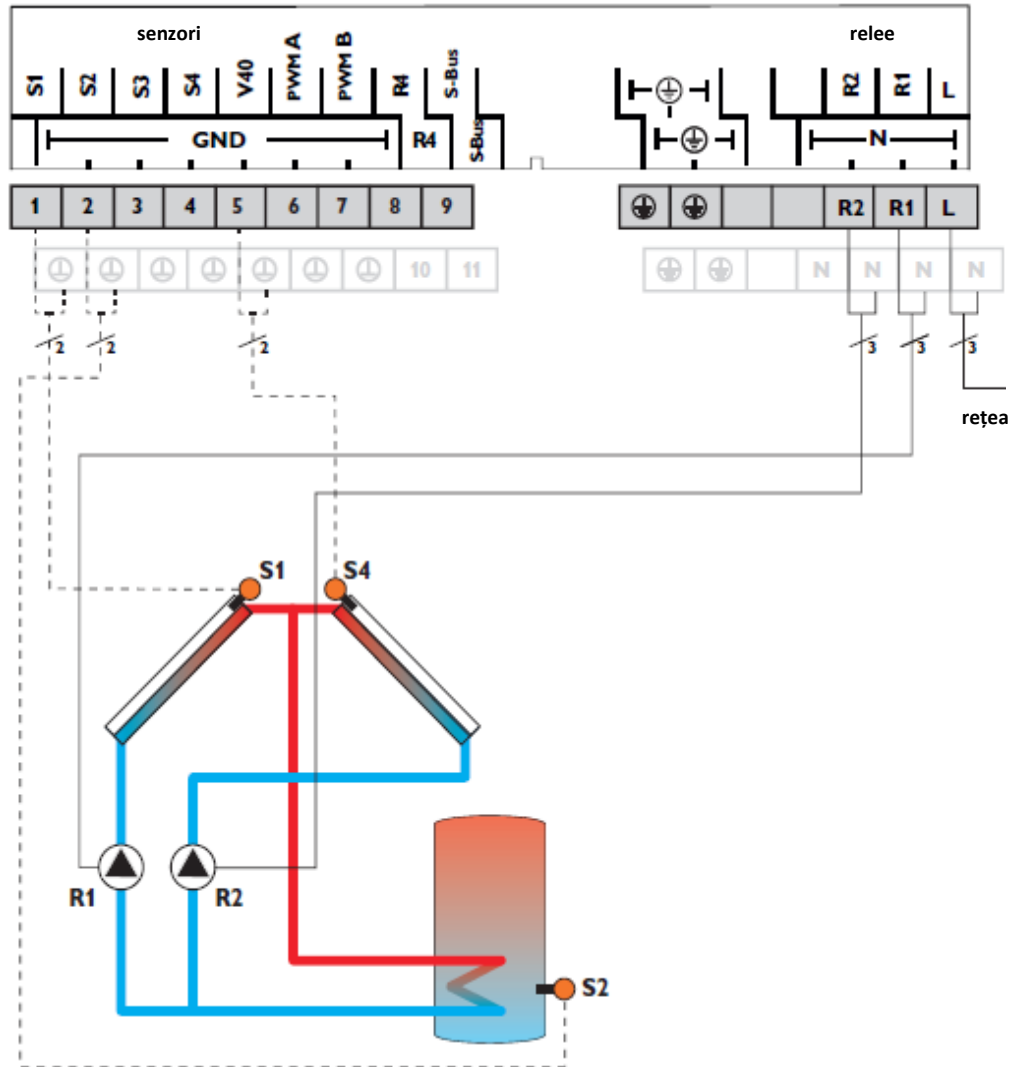 senzori relee
S1 S2 S3 S4 V40 PWM A PWM B R4 S-Bus R2 R1 L
GND R4 S-Bus N
1 2 3 4 5 6 7 8 9 R2 R1 L
10 11 N N N N
2 2 2 3 3 3
rețea
S1 S4
R1 R2
S2